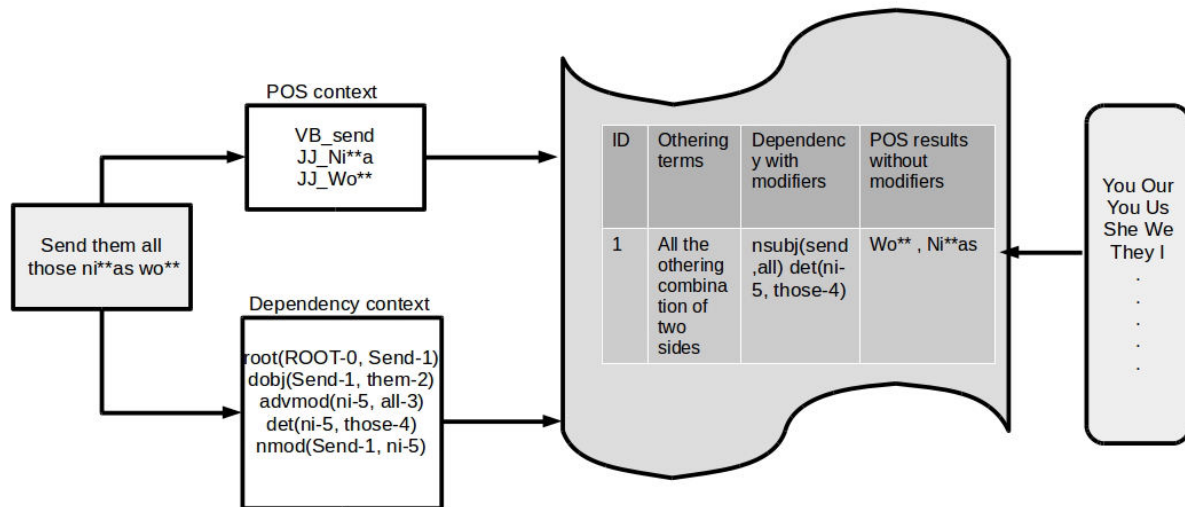 Send them all
those ni**as wo**
POS context
VB_send
JJ_Ni**a
JJ_Wo**
Dependency context
root(ROOT-0, Send-1)
dobj(Send-1, them-2)
advmod(ni-5, all-3)
det(ni-5, those-4)
nmod(Send-1, ni-5)
ID
Othering
terms
Dependenc
y with
modifiers
POS results
without
modifiers
1
All the
othering
combina
tion of
two
sides
nsubj(send
,all) det(ni-
5, those-4)
Wo** , Ni**as
You Our
You Us
She We
They I
.
.
.
.
.